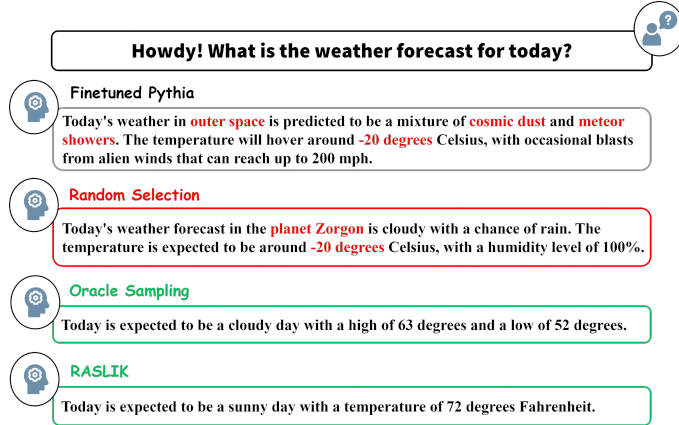 Howdy! What is the weather forecast for today?
?
Finetuned Pythia
Today's weather in outer space is predicted to be a mixture of cosmic dust and meteor
showers. The temperature will hover around -20 degrees Celsius, with occasional blasts
from alien winds that can reach up to 200 mph.
Random Selection
Today's weather forecast in the planet Zorgon is cloudy with a chance of rain. The
temperature is expected to be around -20 degrees Celsius, with a humidity level of 100%.
Oracle Sampling
Today is expected to be a cloudy day with a high of 63 degrees and a low of 52 degrees.
RASLIK
Today is expected to be a sunny day with a temperature of 72 degrees Fahrenheit.